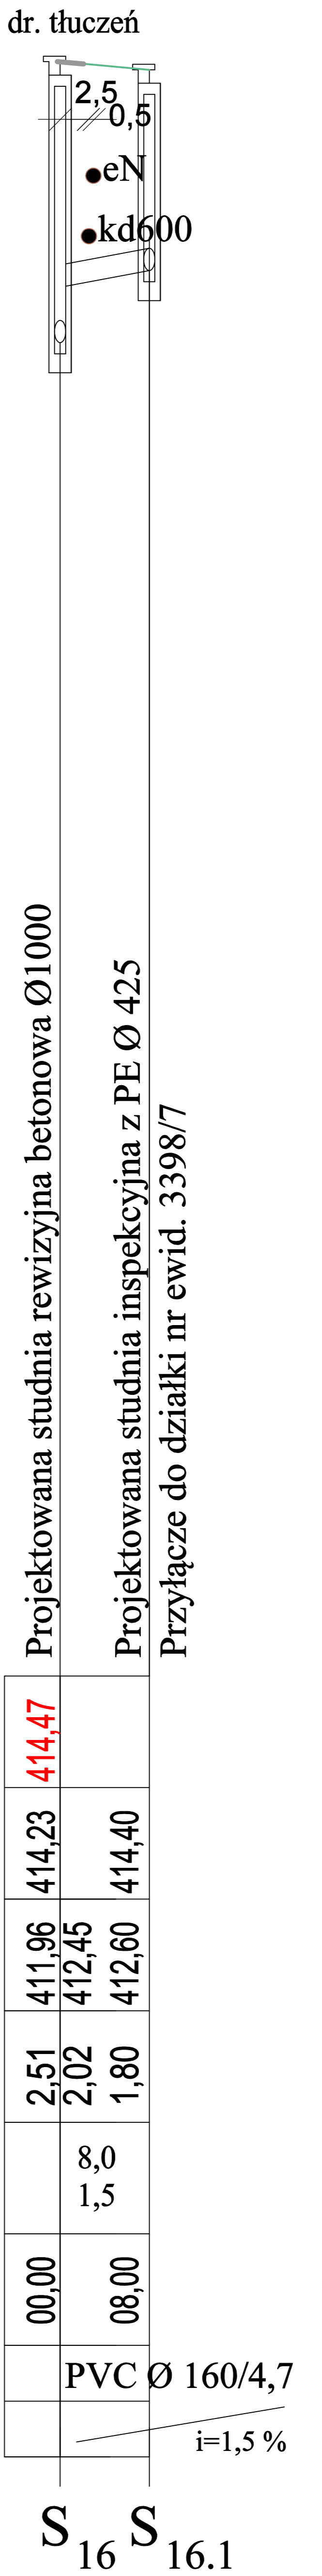 dr. tłuczeń
2,5
0,5
eN
kd600
Projektowana studnia rewizyjna betonowa Ø1000
Projektowana studnia inspekcyjna z PE Ø 425
Przyłącze do działki nr ewid. 3398/7
414,47
414,23 414,40
411,96 412,45 412,60
2,51 2,02 1,80
8,0
1,5
00,00 08,00
PVC Ø 160/4,7
i=1,5 %
S16 S16.1